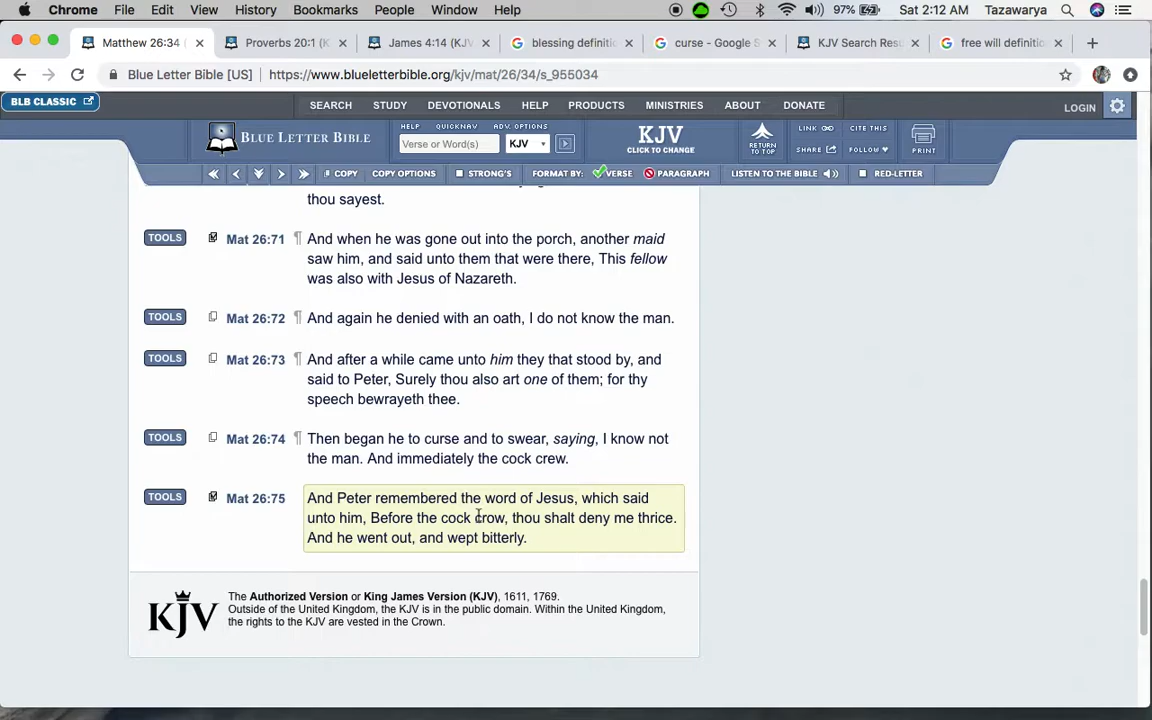 Chrome File Edit View History Bookmarks People Window Help 97% Sat 2:12 AM Tazawarya
Matthew 26:34 ( Proverbs 20:1 (K James 4:14 (KJV blessing definitio curse - Google S KJV Search Resu free will definitio
Blue Letter Bible [US] https://www.blueletterbible.org/kjv/mat/26/34/s_955034
BLB CLASSIC SEARCH STUDY DEVOTIONALS HELP PRODUCTS MINISTRIES ABOUT DONATE LOGIN
HELP QUICKNAV ADV. OPTIONS
BLUE LETTER BIBLE Verse or Word(s) KJV KJV CLICK TO CHANGE RETURN TO TOP LINK CITE THIS SHARE FOLLOW PRINT
COPY COPY OPTIONS STRONG'S FORMAT BY: VERSE PARAGRAPH LISTEN TO THE BIBLE RED-LETTER
thou sayest.
TOOLS Mat 26:71 ¶ And when he was gone out into the porch, another maid
saw him, and said unto them that were there, This fellow
was also with Jesus of Nazareth.
TOOLS Mat 26:72 ¶ And again he denied with an oath, I do not know the man.
TOOLS Mat 26:73 ¶ And after a while came unto him they that stood by, and
said to Peter, Surely thou also art one of them; for thy
speech bewrayeth thee.
TOOLS Mat 26:74 ¶ Then began he to curse and to swear, saying, I know not
the man. And immediately the cock crew.
TOOLS Mat 26:75 And Peter remembered the word of Jesus, which said
unto him, Before the cock crow, thou shalt deny me thrice.
And he went out, and wept bitterly.
KJV
The Authorized Version or King James Version (KJV), 1611, 1769.
Outside of the United Kingdom, the KJV is in the public domain. Within the United Kingdom,
the rights to the KJV are vested in the Crown.